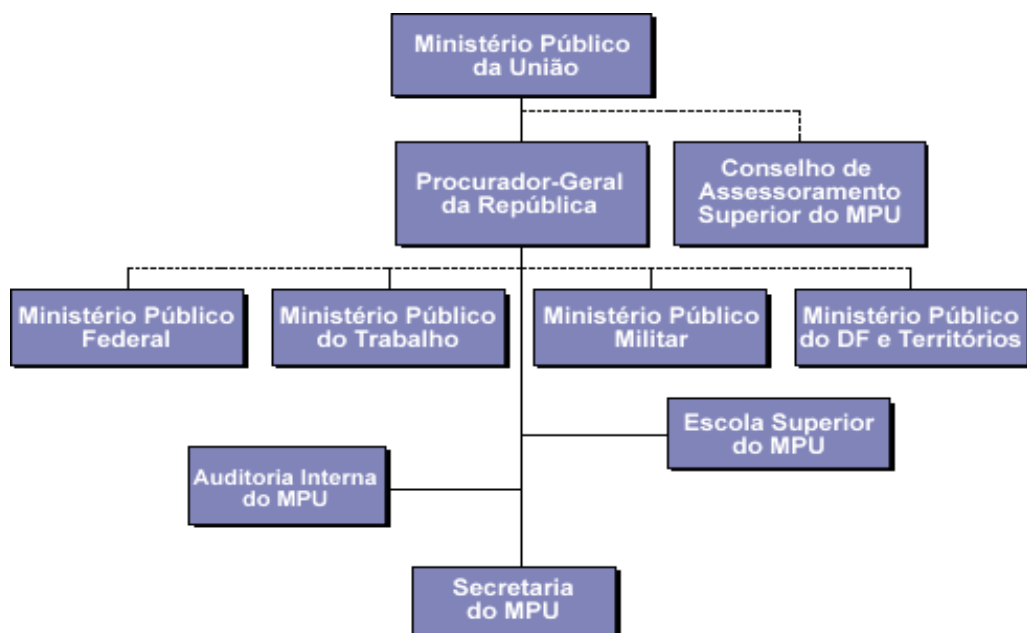 Ministério Público
da União
Procurador-Geral
da República
Conselho de
Assessoramento
Superior do MPU
Ministério Público
Federal
Ministério Público
do Trabalho
Ministério Público
Militar
Ministério Público
do DF e Territórios
Escola Superior
do MPU
Auditoria Interna
do MPU
Secretaria
do MPU